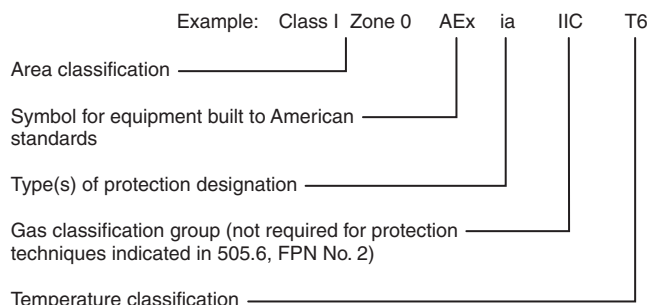 Example: Class I Zone 0 AEx ia IIC T6
Area classification
Symbol for equipment built to American
standards
Type(s) of protection designation
Gas classification group (not required for protection
techniques indicated in 505.6, FPN No. 2)
Temperature classification